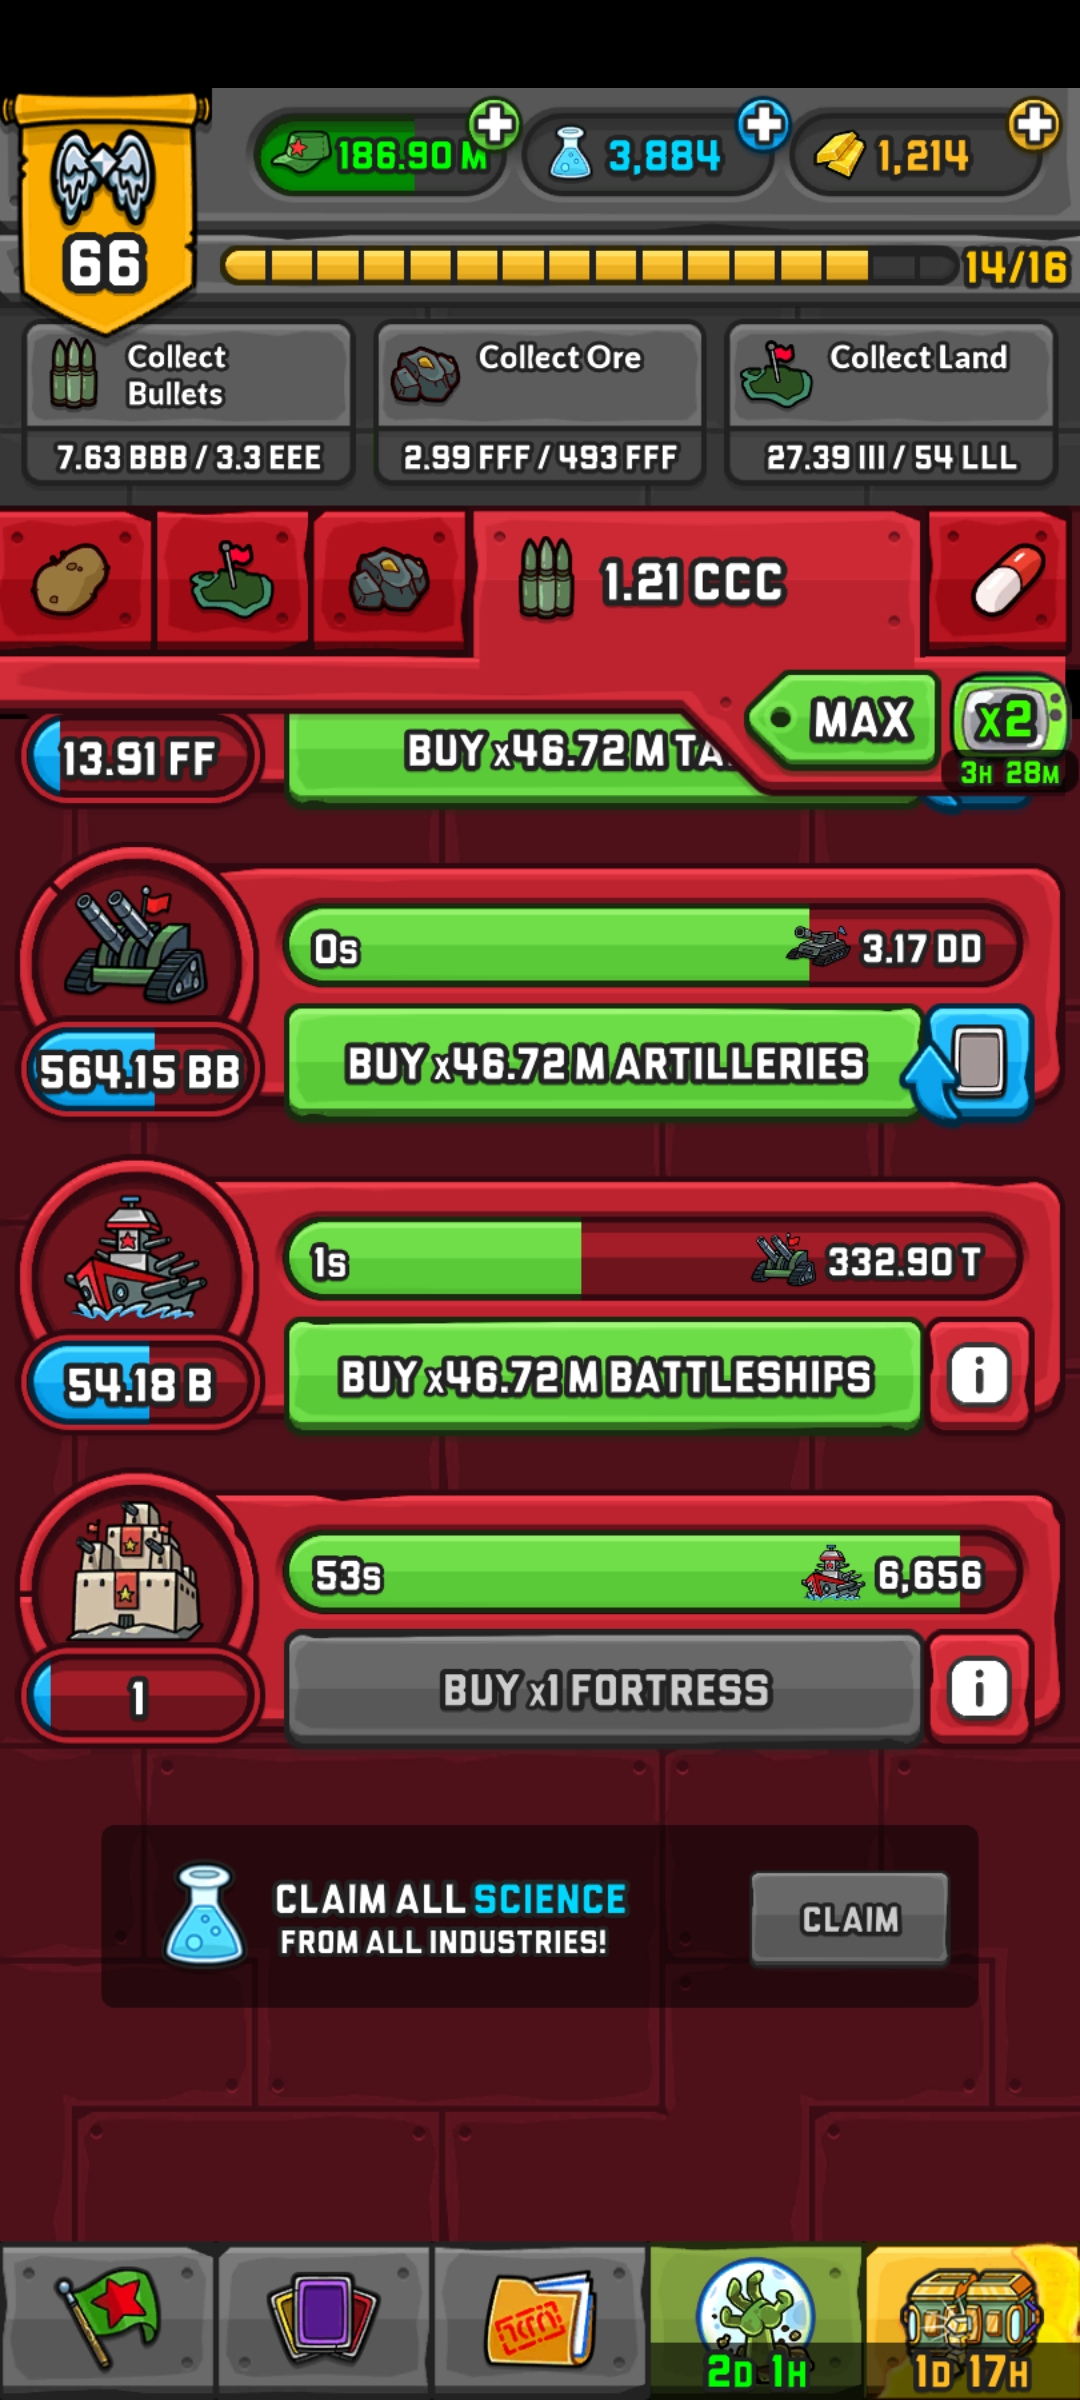 186.90 M
3,884
1,214
66
14/16
Collect
Bullets
7.63 BBB / 3.3 EEE
Collect Ore
2.99 FFF / 493 FFF
Collect Land
27.39 III / 54 LLL
1.21 CCC
MAX
x2
3H 28M
13.91 FF
BUY x46.72 M TA
0s
3.17 DD
564.15 BB
BUY x46.72 M ARTILLERIES
1s
332.90 T
54.18 B
BUY x46.72 M BATTLESHIPS
i
53s
6,656
1
BUY x1 FORTRESS
i
CLAIM ALL SCIENCE
FROM ALL INDUSTRIES!
CLAIM
2D 1H
1D 17H